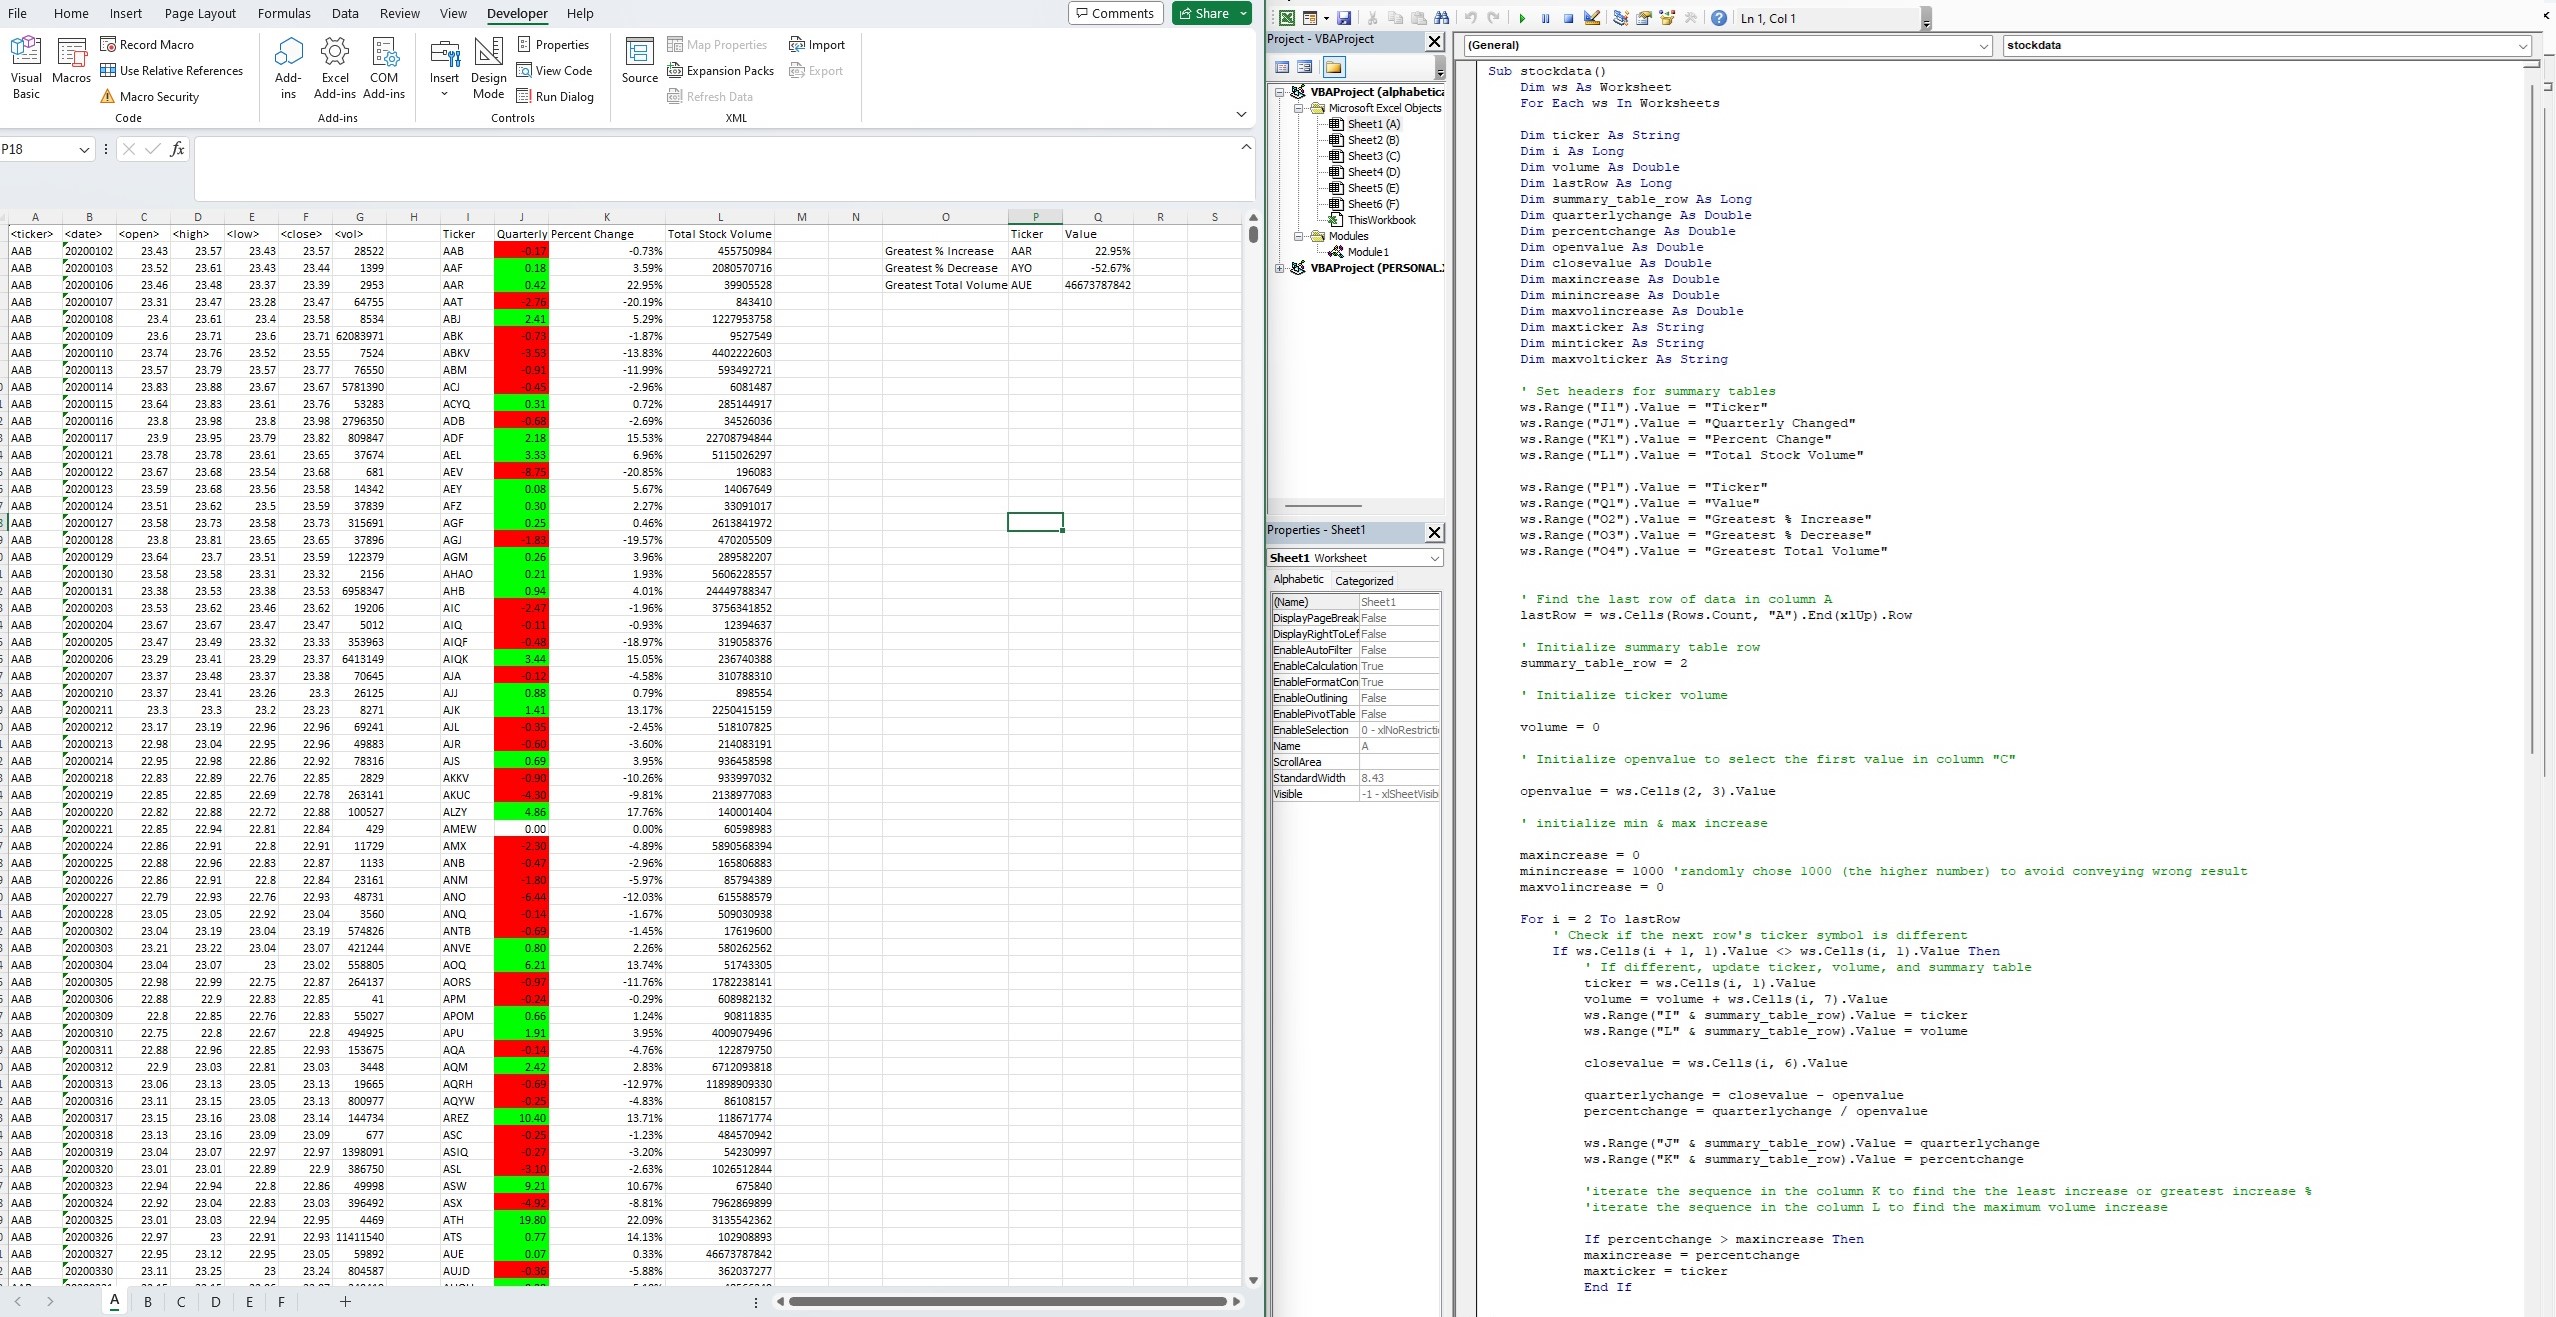 File Home Insert Page Layout Formulas Data Review View Developer Help Comments Share
Visual Basic
Macros
Record Macro
Use Relative References
Macro Security
Code
Add-ins
Excel Add-ins
COM Add-ins
Add-ins
Insert
Design Mode
Properties
View Code
Run Dialog
Controls
Source
Map Properties
Expansion Packs
Refresh Data
Import
Export
XML
P18 fx
A B C D E F G H I J K L M N O P Q R S
<ticker> <date> <open> <high> <low> <close> <vol> Ticker Quarterly Percent Change Total Stock Volume Ticker Value
AAB 20200102 23.43 23.57 23.43 23.57 28522 AAB -0.17 -0.73% 455750984 Greatest % Increase AAR 22.95%
AAB 20200103 23.52 23.61 23.43 23.44 1399 AAF 0.18 3.59% 2080570716 Greatest % Decrease AYO -52.67%
AAB 20200106 23.46 23.48 23.37 23.39 2953 AAR 0.42 22.95% 39905528 Greatest Total Volume AUE 46673787842
AAB 20200107 23.31 23.47 23.28 23.47 64755 AAT -2.76 -20.19% 843410
AAB 20200108 23.4 23.61 23.4 23.58 8534 ABJ 2.41 5.29% 1227953758
AAB 20200109 23.6 23.71 23.6 23.71 62083971 ABK -0.73 -1.87% 9527549
AAB 20200110 23.74 23.76 23.52 23.55 7524 ABKV -3.53 -13.83% 4402222603
AAB 20200113 23.57 23.79 23.57 23.77 76550 ABM -0.91 -11.99% 593492721
AAB 20200114 23.83 23.88 23.67 23.67 5781390 ACJ -0.45 -2.96% 6081487
AAB 20200115 23.64 23.83 23.61 23.76 53283 ACYQ 0.31 0.72% 285144917
AAB 20200116 23.8 23.98 23.8 23.98 2796350 ADB -0.68 -2.69% 34526036
AAB 20200117 23.9 23.95 23.79 23.82 809847 ADF 2.18 15.53% 22708794844
AAB 20200121 23.78 23.78 23.61 23.65 37674 AEL 3.33 6.96% 5115026297
AAB 20200122 23.67 23.68 23.54 23.68 681 AEV -8.75 -20.85% 196083
AAB 20200123 23.59 23.68 23.56 23.58 14342 AEY 0.08 5.67% 14067649
AAB 20200124 23.51 23.62 23.5 23.59 37839 AFZ 0.30 2.27% 33091017
AAB 20200127 23.58 23.73 23.58 23.73 315691 AGF 0.25 0.46% 2613841972
AAB 20200128 23.8 23.81 23.65 23.65 37896 AGJ -1.83 -19.57% 470205509
AAB 20200129 23.64 23.7 23.51 23.59 122379 AGM 0.26 3.96% 289582207
AAB 20200130 23.58 23.58 23.31 23.32 2156 AHAO 0.21 1.93% 5606228557
AAB 20200131 23.38 23.53 23.38 23.53 6958347 AHB 0.94 4.01% 24449788347
AAB 20200203 23.53 23.62 23.46 23.62 19206 AIC -2.47 -1.96% 3756341852
AAB 20200204 23.67 23.67 23.47 23.47 5012 AIQ -0.11 -0.93% 12394637
AAB 20200205 23.47 23.49 23.32 23.33 353963 AIQF -0.48 -18.97% 319058376
AAB 20200206 23.29 23.41 23.29 23.37 6413149 AIQK 3.44 15.05% 236740388
AAB 20200207 23.37 23.48 23.37 23.38 70645 AJA -0.12 -4.58% 310788310
AAB 20200210 23.37 23.41 23.26 23.3 26125 AJJ 0.88 0.79% 898554
AAB 20200211 23.3 23.3 23.2 23.23 8271 AJK 1.41 13.17% 2250415159
AAB 20200212 23.17 23.19 22.96 22.96 69241 AJL -0.35 -2.45% 518107825
AAB 20200213 22.98 23.04 22.95 22.96 49883 AJR -0.60 -3.60% 214083191
AAB 20200214 22.95 22.98 22.86 22.92 78316 AJS 0.69 3.95% 936458598
AAB 20200218 22.83 22.89 22.76 22.85 2829 AKKV -0.90 -10.26% 933997032
AAB 20200219 22.85 22.85 22.69 22.78 263141 AKUC -4.30 -9.81% 2138977083
AAB 20200220 22.82 22.88 22.72 22.88 100527 ALZY 4.86 17.76% 140001404
AAB 20200221 22.85 22.94 22.81 22.84 429 AMEW 0.00 0.00% 60598983
AAB 20200224 22.86 22.91 22.8 22.91 11729 AMX -2.30 -4.89% 5890568394
AAB 20200225 22.88 22.96 22.83 22.87 1133 ANB -0.47 -2.96% 165806883
AAB 20200226 22.86 22.91 22.8 22.84 23161 ANM -1.80 -5.97% 85794389
AAB 20200227 22.79 22.93 22.76 22.93 48731 ANO -6.44 -12.03% 615588579
AAB 20200228 23.05 23.05 22.92 23.04 3560 ANQ -0.14 -1.67% 509030938
AAB 20200302 23.04 23.19 23.04 23.19 574826 ANTB -0.69 -1.45% 17619600
AAB 20200303 23.21 23.22 23.04 23.07 421244 ANVE 0.80 2.26% 580262562
AAB 20200304 23.04 23.07 23 23.02 558805 AOQ 6.21 13.74% 51743305
AAB 20200305 22.98 22.99 22.75 22.87 264137 AORS -0.97 -11.76% 1782238141
AAB 20200306 22.88 22.9 22.83 22.85 41 APM -0.24 -0.29% 608982132
AAB 20200309 22.8 22.85 22.76 22.83 55027 APOM 0.66 1.24% 90811835
AAB 20200310 22.75 22.8 22.67 22.8 494925 APU 1.91 3.95% 4009079496
AAB 20200311 22.88 22.96 22.85 22.93 153675 AQA -0.14 -4.76% 122879750
AAB 20200312 22.9 23.03 22.81 23.03 3448 AQM 2.42 2.83% 6712093818
AAB 20200313 23.06 23.13 23.05 23.13 19665 AQRH -0.69 -12.97% 11898909330
AAB 20200316 23.11 23.15 23.05 23.13 800977 AQYW -0.25 -4.83% 86108157
AAB 20200317 23.15 23.16 23.08 23.14 144734 AREZ 10.40 13.71% 118671774
AAB 20200318 23.13 23.16 23.09 23.09 677 ASC -0.25 -1.23% 484570942
AAB 20200319 23.04 23.07 22.97 22.97 1398091 ASIQ -0.27 -3.20% 54230997
AAB 20200320 23.01 23.01 22.89 22.9 386750 ASL -3.10 -2.63% 1026512844
AAB 20200323 22.94 22.94 22.8 22.86 49998 ASW 9.21 10.67% 675840
AAB 20200324 22.92 23.04 22.83 23.03 396492 ASX -4.92 -8.81% 7962869899
AAB 20200325 23.01 23.03 22.94 22.95 4469 ATH 19.80 22.09% 3135542362
AAB 20200326 22.97 23 22.91 22.93 11411540 ATS 0.77 14.13% 102908893
AAB 20200327 22.95 23.12 22.95 23.05 59892 AUE 0.07 0.33% 46673787842
AAB 20200330 23.11 23.25 23 23.24 804587 AUJD -0.36 -5.88% 362037277
A B C D E F +
Ln 1, Col 1
Project - VBAProject
VBAProject (alphabetica
Microsoft Excel Objects
Sheet1 (A)
Sheet2 (B)
Sheet3 (C)
Sheet4 (D)
Sheet5 (E)
Sheet6 (F)
ThisWorkbook
Modules
Module1
VBAProject (PERSONAL.
Properties - Sheet1
Sheet1 Worksheet
Alphabetic Categorized
(Name) Sheet1
DisplayPageBreak False
DisplayRightToLef False
EnableAutoFilter False
EnableCalculation True
EnableFormatCon True
EnableOutlining False
EnablePivotTable False
EnableSelection 0 - xlNoRestricti
Name A
ScrollArea
StandardWidth 8.43
Visible -1 - xlSheetVisib
(General) stockdata
Sub stockdata()
Dim ws As Worksheet
For Each ws In Worksheets
Dim ticker As String
Dim i As Long
Dim volume As Double
Dim lastRow As Long
Dim summary_table_row As Long
Dim quarterlychange As Double
Dim percentchange As Double
Dim openvalue As Double
Dim closevalue As Double
Dim maxincrease As Double
Dim minincrease As Double
Dim maxvolincrease As Double
Dim maxticker As String
Dim minticker As String
Dim maxvolticker As String
' Set headers for summary tables
ws.Range("I1").Value = "Ticker"
ws.Range("J1").Value = "Quarterly Changed"
ws.Range("K1").Value = "Percent Change"
ws.Range("L1").Value = "Total Stock Volume"
ws.Range("P1").Value = "Ticker"
ws.Range("Q1").Value = "Value"
ws.Range("O2").Value = "Greatest % Increase"
ws.Range("O3").Value = "Greatest % Decrease"
ws.Range("O4").Value = "Greatest Total Volume"
' Find the last row of data in column A
lastRow = ws.Cells(Rows.Count, "A").End(xlUp).Row
' Initialize summary table row
summary_table_row = 2
' Initialize ticker volume
volume = 0
' Initialize openvalue to select the first value in column "C"
openvalue = ws.Cells(2, 3).Value
' initialize min & max increase
maxincrease = 0
minincrease = 1000 'randomly chose 1000 (the higher number) to avoid conveying wrong result
maxvolincrease = 0
For i = 2 To lastRow
' Check if the next row's ticker symbol is different
If ws.Cells(i + 1, 1).Value <> ws.Cells(i, 1).Value Then
' If different, update ticker, volume, and summary table
ticker = ws.Cells(i, 1).Value
volume = volume + ws.Cells(i, 7).Value
ws.Range("I" & summary_table_row).Value = ticker
ws.Range("L" & summary_table_row).Value = volume
closevalue = ws.Cells(i, 6).Value
quarterlychange = closevalue - openvalue
percentchange = quarterlychange / openvalue
ws.Range("J" & summary_table_row).Value = quarterlychange
ws.Range("K" & summary_table_row).Value = percentchange
'iterate the sequence in the column K to find the the least increase or greatest increase %
'iterate the sequence in the column L to find the maximum volume increase
If percentchange > maxincrease Then
maxincrease = percentchange
maxticker = ticker
End If